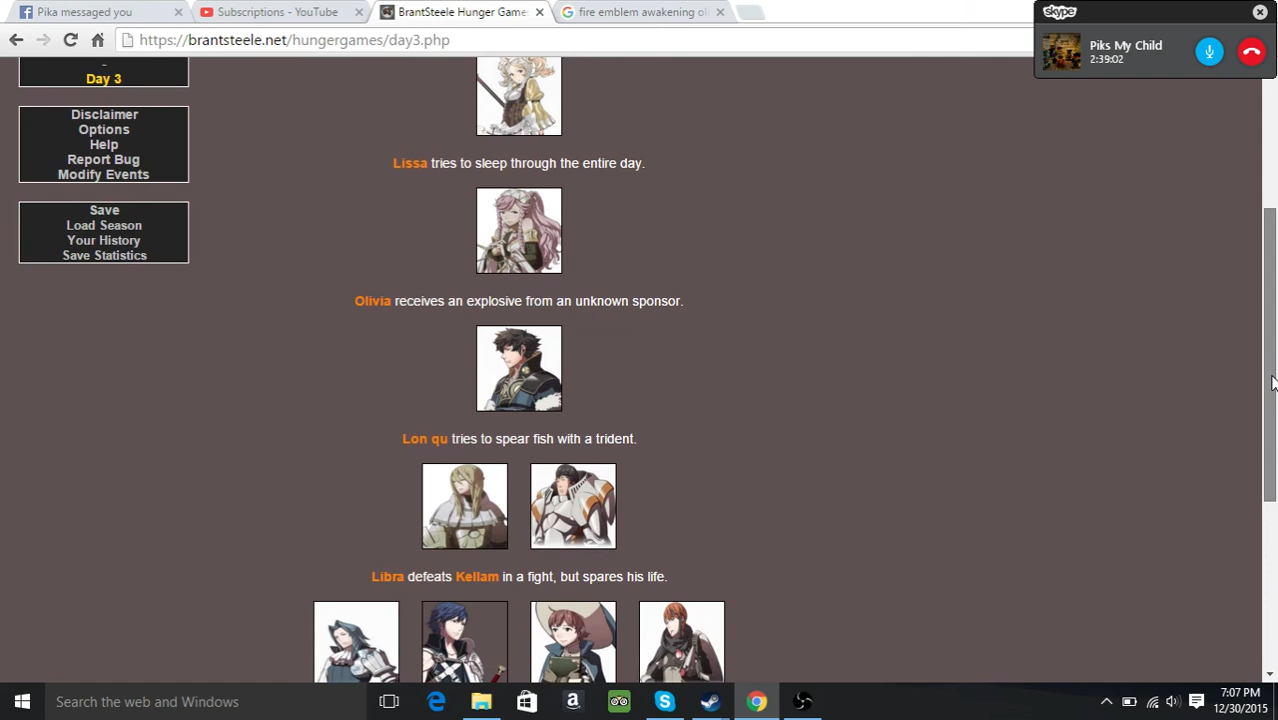 Pika messaged you
Subscriptions - YouTube
BrantSteele Hunger Game
fire emblem awakening oli
skype
https://brantsteele.net/hungergames/day3.php
Piks My Child
2:39:02
-
Day 3
Disclaimer
Options
Help
Report Bug
Modify Events
Save
Load Season
Your History
Save Statistics
Lissa tries to sleep through the entire day.
Olivia receives an explosive from an unknown sponsor.
Lon qu tries to spear fish with a trident.
Libra defeats Kellam in a fight, but spares his life.
Search the web and Windows
7:07 PM
12/30/2015